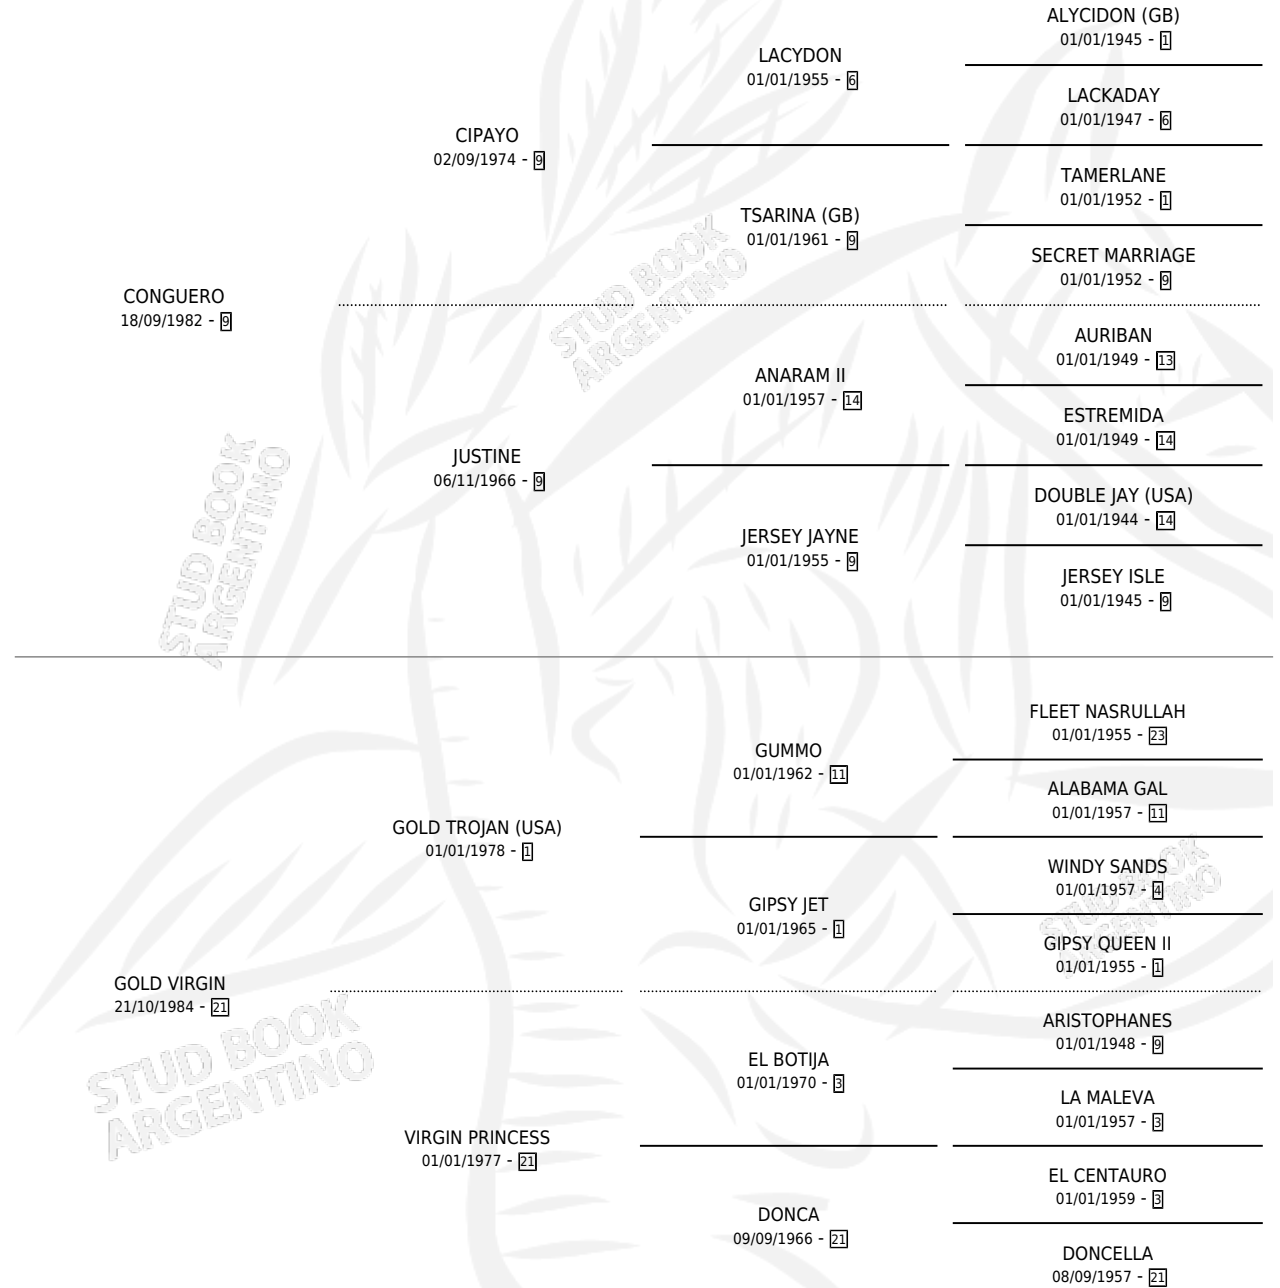 ALYCIDON (GB)
01/01/1945 - 1
LACYDON
01/01/1955 - 6
LACKADAY
01/01/1947 - 6
CIPAYO
02/09/1974 - 9
TAMERLANE
01/01/1952 - 1
TSARINA (GB)
01/01/1961 - 9
SECRET MARRIAGE
01/01/1952 - 9
CONGUERO
18/09/1982 - 9
STUD BOOK
ARGENTINO
AURIBAN
01/01/1949 - 13
ANARAM II
01/01/1957 - 14
ESTREMIDA
01/01/1949 - 14
JUSTINE
06/11/1966 - 9
DOUBLE JAY (USA)
01/01/1944 - 14
JERSEY JAYNE
01/01/1955 - 9
JERSEY ISLE
01/01/1945 - 9
STUD BOOK
ARGENTINO
FLEET NASRULLAH
01/01/1955 - 23
GUMMO
01/01/1962 - 11
ALABAMA GAL
01/01/1957 - 11
GOLD TROJAN (USA)
01/01/1978 - 1
WINDY SANDS
01/01/1957 - 4
GIPSY JET
01/01/1965 - 1
GIPSY QUEEN II
01/01/1955 - 1
STUD BOOK
ARGENTINO
GOLD VIRGIN
21/10/1984 - 21
ARISTOPHANES
01/01/1948 - 9
EL BOTIJA
01/01/1970 - 3
LA MALEVA
01/01/1957 - 3
VIRGIN PRINCESS
01/01/1977 - 21
EL CENTAURO
01/01/1959 - 3
DONCA
09/09/1966 - 21
DONCELLA
08/09/1957 - 21
STUD BOOK
ARGENTINO